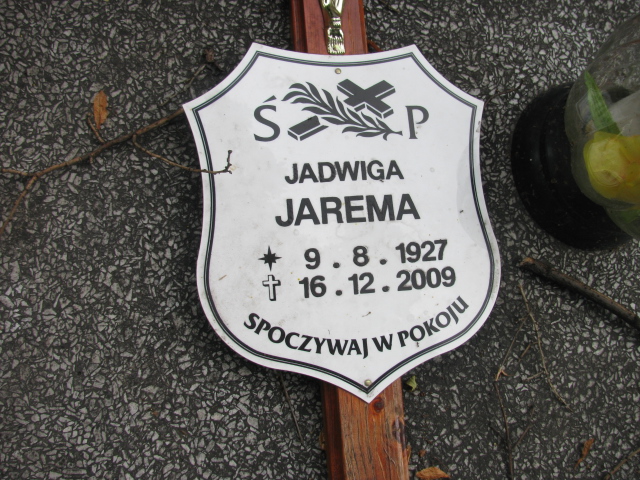 Ś P
JADWIGA
JAREMA
9.8.1927
16.12.2009
SPOCZYWAJ W POKOJU